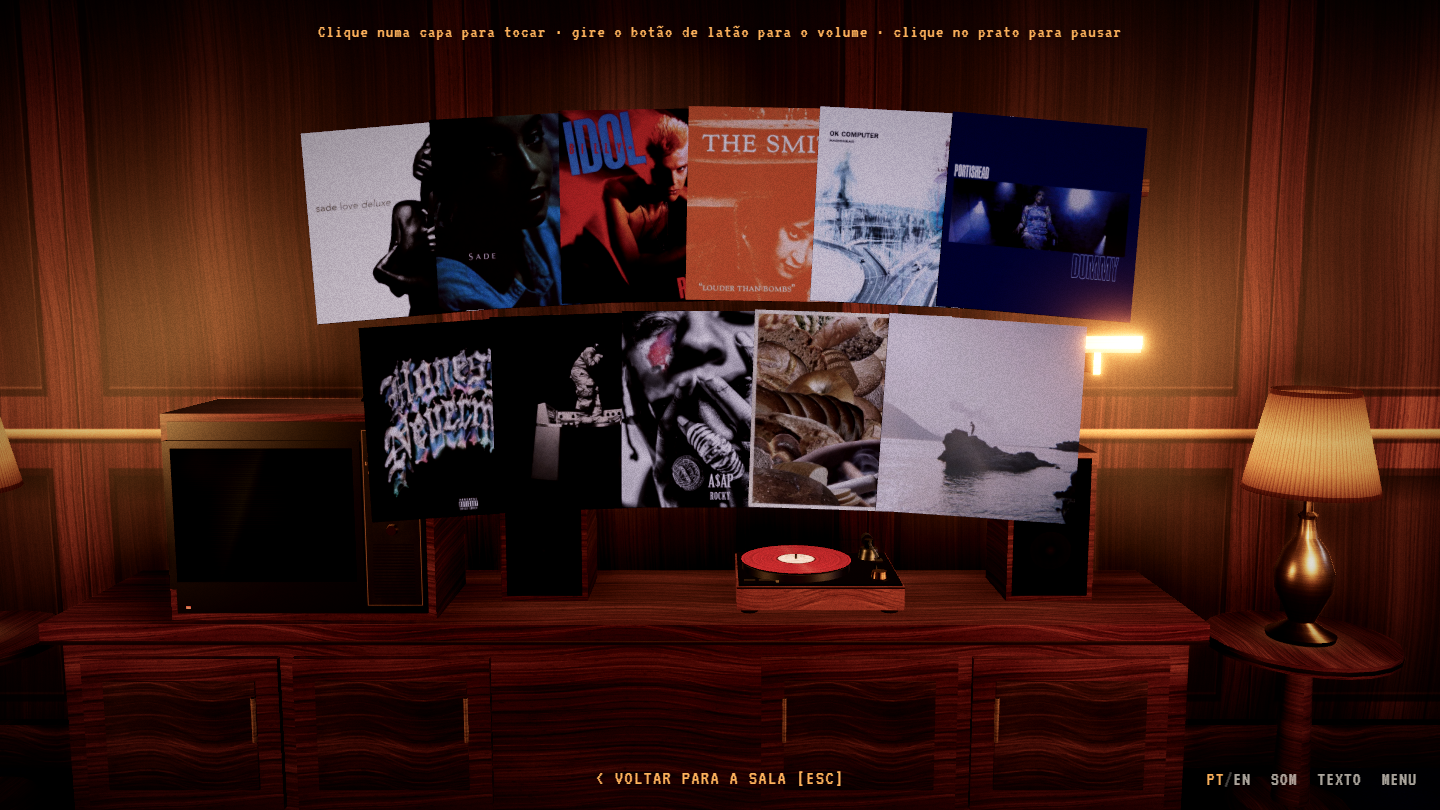 Clique numa capa para tocar · gire o botão de latão para o volume · clique no prato para pausar
sade love deluxe
SADE
IDOL
THE SMI
"LOUDER THAN BOMBS"
OK COMPUTER
PORTISHEAD
DUMMY
A$AP
ROCKY
< VOLTAR PARA A SALA [ESC]
PT/EN SOM TEXTO MENU